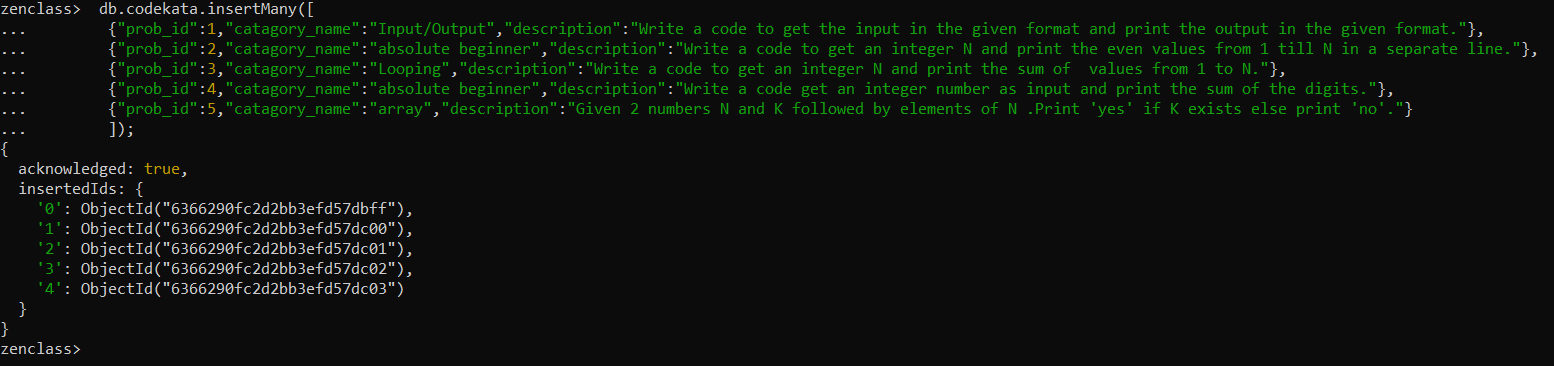 zenclass>  db.codekata.insertMany([
...         {"prob_id":1,"catagory_name":"Input/Output","description":"Write a code to get the input in the given format and print the output in the given format."},
...         {"prob_id":2,"catagory_name":"absolute beginner","description":"Write a code to get an integer N and print the even values from 1 till N in a separate line."},
...         {"prob_id":3,"catagory_name":"Looping","description":"Write a code to get an integer N and print the sum of  values from 1 to N."},
...         {"prob_id":4,"catagory_name":"absolute beginner","description":"Write a code get an integer number as input and print the sum of the digits."},
...         {"prob_id":5,"catagory_name":"array","description":"Given 2 numbers N and K followed by elements of N .Print 'yes' if K exists else print 'no'."}
...         ]);
{
  acknowledged: true,
  insertedIds: {
    '0': ObjectId("6366290fc2d2bb3efd57dbff"),
    '1': ObjectId("6366290fc2d2bb3efd57dc00"),
    '2': ObjectId("6366290fc2d2bb3efd57dc01"),
    '3': ObjectId("6366290fc2d2bb3efd57dc02"),
    '4': ObjectId("6366290fc2d2bb3efd57dc03")
  }
}
zenclass>